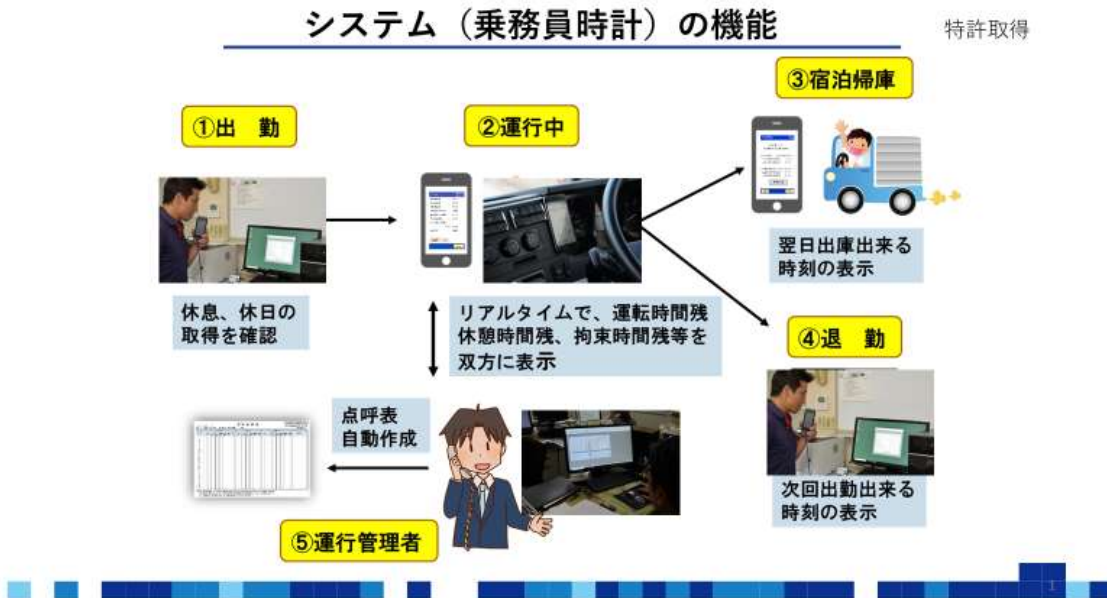 システム（乗務員時計）の機能
特許取得
①出　勤
休息、休日の
取得を確認
②運行中
リアルタイムで、運転時間残
休憩時間残、拘束時間残等を
双方に表示
③宿泊帰庫
翌日出庫出来る
時刻の表示
④退　勤
次回出勤出来る
時刻の表示
点呼表
自動作成
⑤運行管理者
1